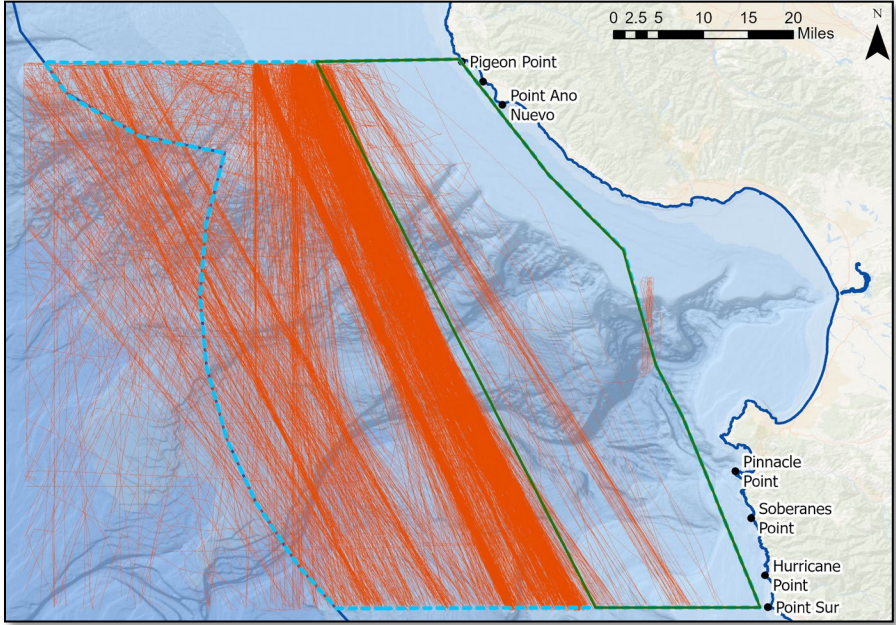 0 2.5 5 10 15 20
Miles
N
Pigeon Point
Point Ano
Nuevo
Pinnacle
Point
Soberanes
Point
Hurricane
Point
Point Sur